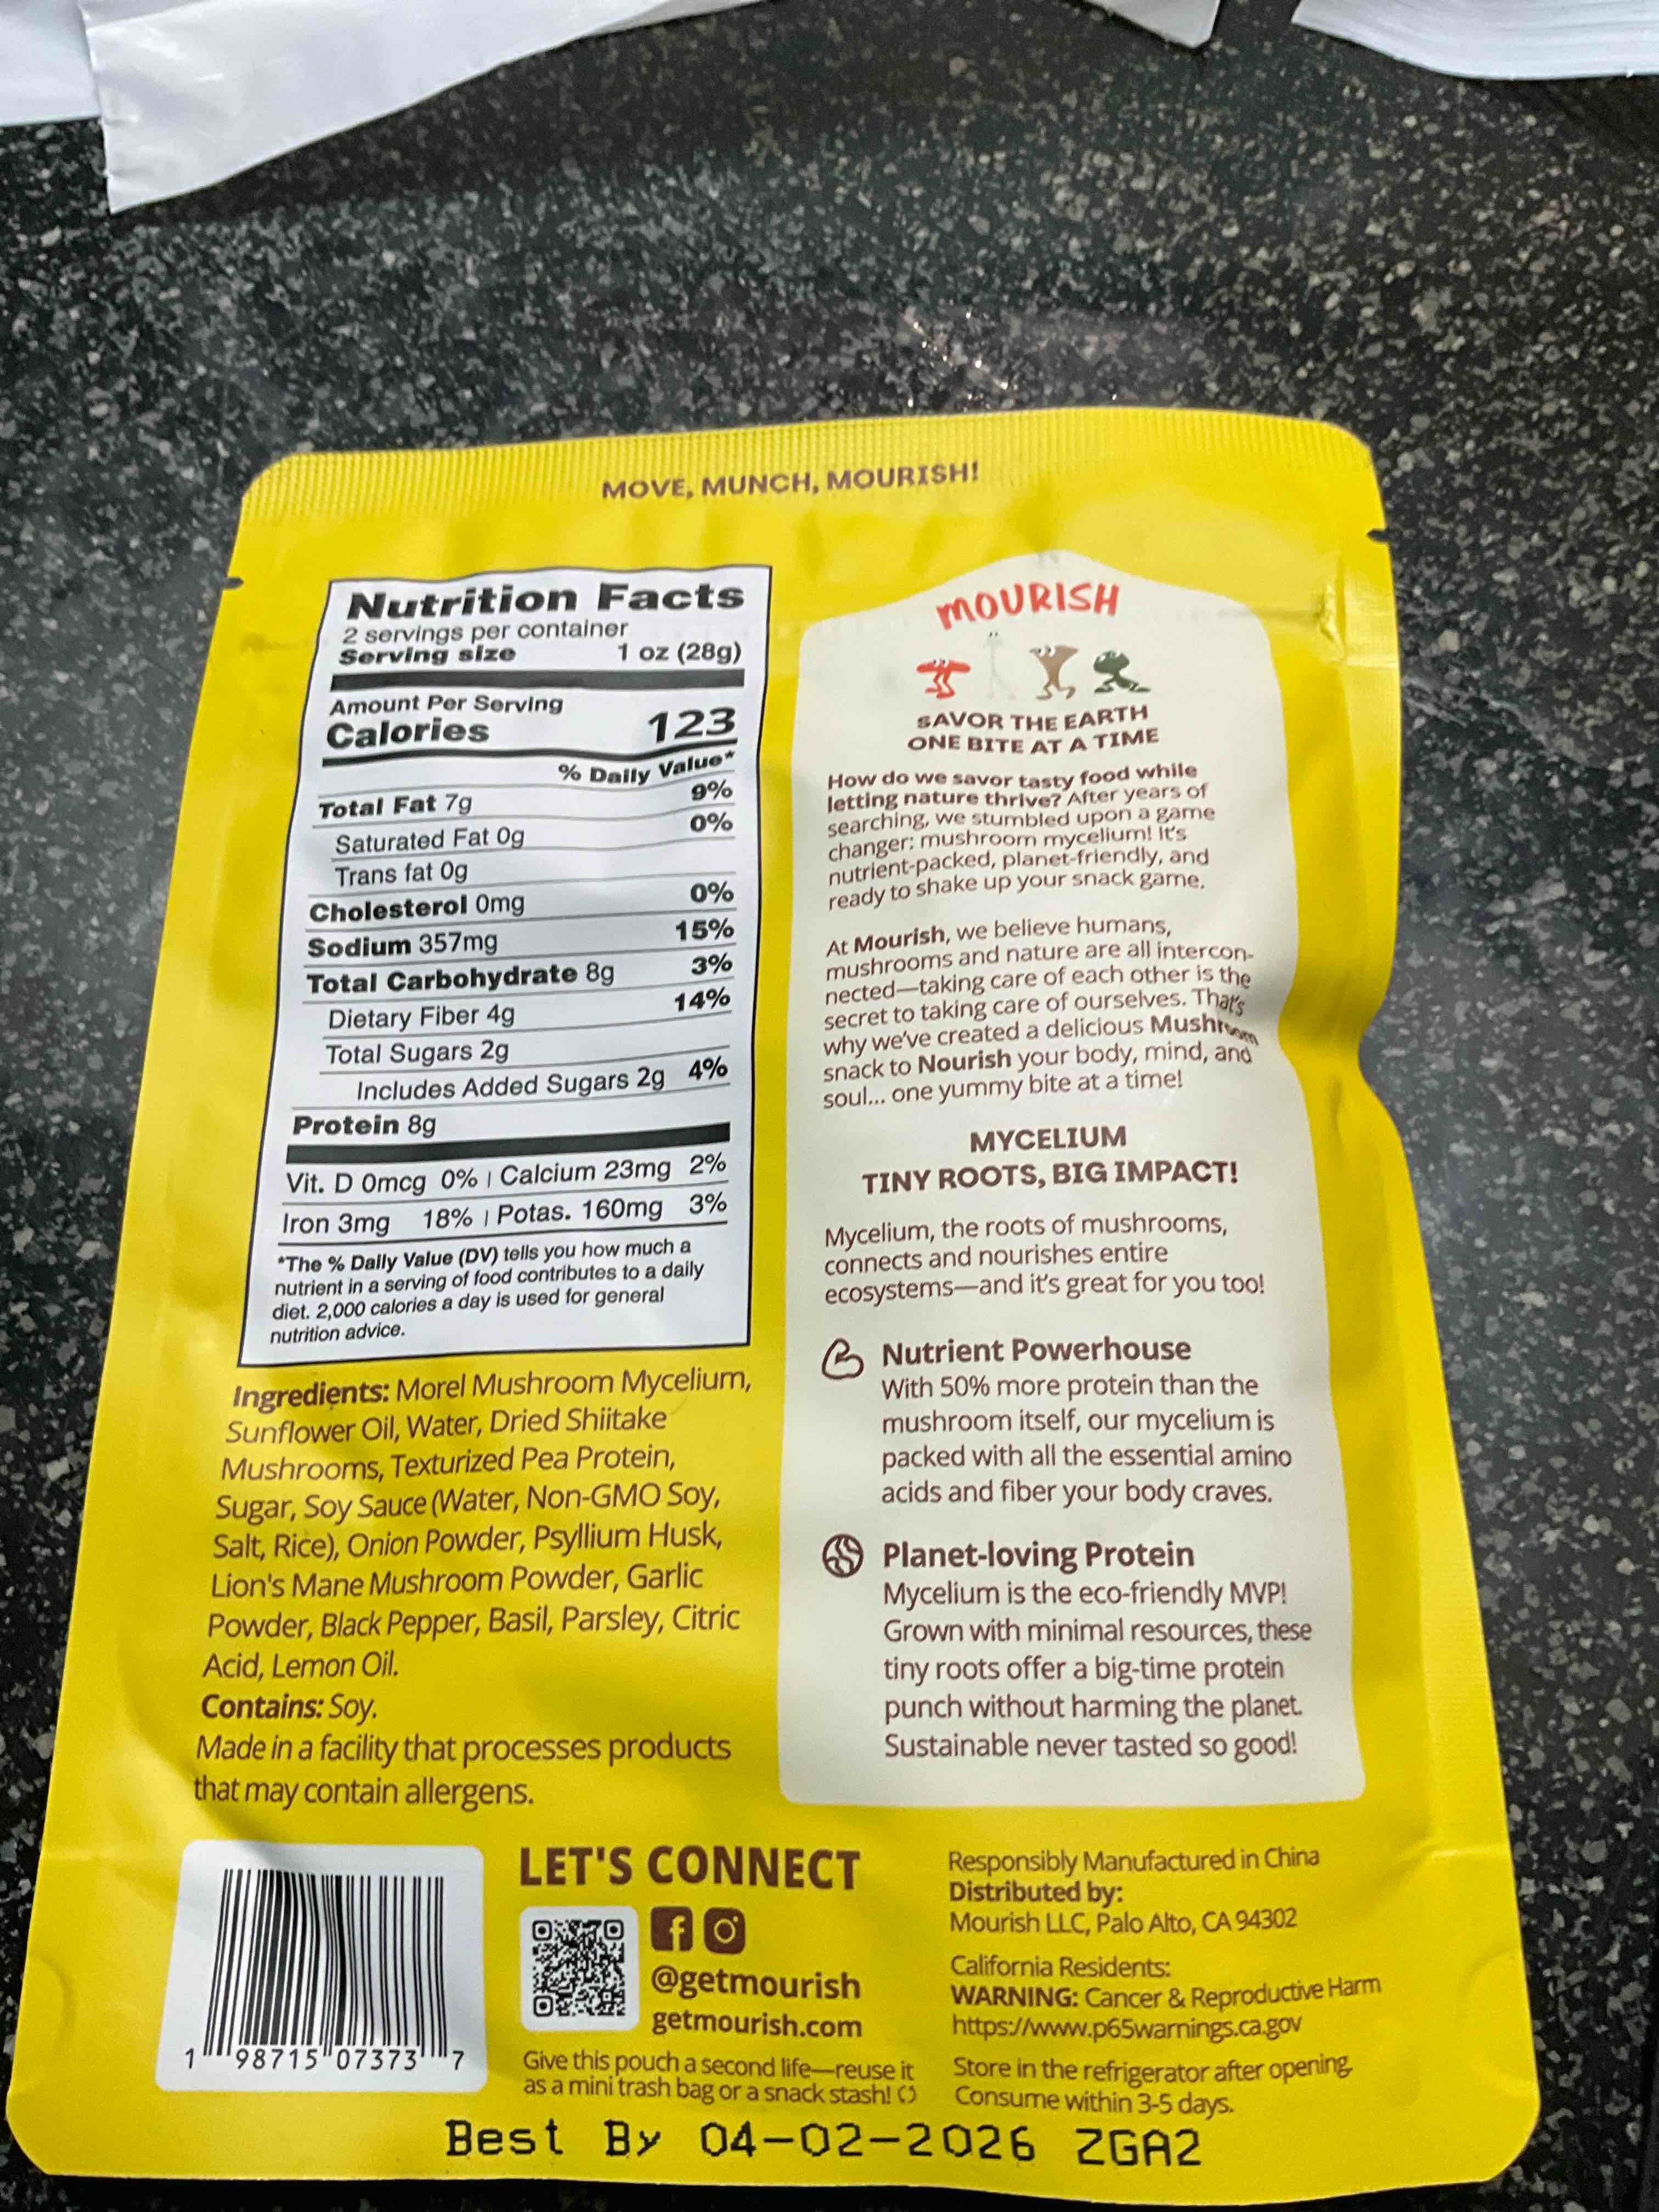 MOVE, MUNCH, MOURISH!
Nutrition Facts
2 servings per container
Serving size 1 oz (28g)
Amount Per Serving
Calories 123
% Daily Value*
Total Fat 7g 9%
Saturated Fat 0g 0%
Trans fat 0g
Cholesterol 0mg 0%
Sodium 357mg 15%
Total Carbohydrate 8g 3%
Dietary Fiber 4g 14%
Total Sugars 2g
Includes Added Sugars 2g 4%
Protein 8g
Vit. D 0mcg 0% | Calcium 23mg 2%
Iron 3mg 18% | Potas. 160mg 3%
*The % Daily Value (DV) tells you how much a
nutrient in a serving of food contributes to a daily
diet. 2,000 calories a day is used for general
nutrition advice.
Ingredients: Morel Mushroom Mycelium,
Sunflower Oil, Water, Dried Shiitake
Mushrooms, Texturized Pea Protein,
Sugar, Soy Sauce (Water, Non-GMO Soy,
Salt, Rice), Onion Powder, Psyllium Husk,
Lion's Mane Mushroom Powder, Garlic
Powder, Black Pepper, Basil, Parsley, Citric
Acid, Lemon Oil.
Contains: Soy.
Made in a facility that processes products
that may contain allergens.
MOURISH
SAVOR THE EARTH
ONE BITE AT A TIME
How do we savor tasty food while
letting nature thrive? After years of
searching, we stumbled upon a game
changer: mushroom mycelium! It's
nutrient-packed, planet-friendly, and
ready to shake up your snack game.
At Mourish, we believe humans,
mushrooms and nature are all intercon-
nected—taking care of each other is the
secret to taking care of ourselves. That's
why we've created a delicious Mushroom
snack to Nourish your body, mind, and
soul... one yummy bite at a time!
MYCELIUM
TINY ROOTS, BIG IMPACT!
Mycelium, the roots of mushrooms,
connects and nourishes entire
ecosystems—and it's great for you too!
Nutrient Powerhouse
With 50% more protein than the
mushroom itself, our mycelium is
packed with all the essential amino
acids and fiber your body craves.
Planet-loving Protein
Mycelium is the eco-friendly MVP!
Grown with minimal resources, these
tiny roots offer a big-time protein
punch without harming the planet.
Sustainable never tasted so good!
1 98715 07373 7
LET'S CONNECT
@getmourish
getmourish.com
Give this pouch a second life—reuse it
as a mini trash bag or a snack stash!
Responsibly Manufactured in China
Distributed by:
Mourish LLC, Palo Alto, CA 94302
California Residents:
WARNING: Cancer & Reproductive Harm
https://www.p65warnings.ca.gov
Store in the refrigerator after opening
Consume within 3-5 days.
Best By 04-02-2026 ZGA2